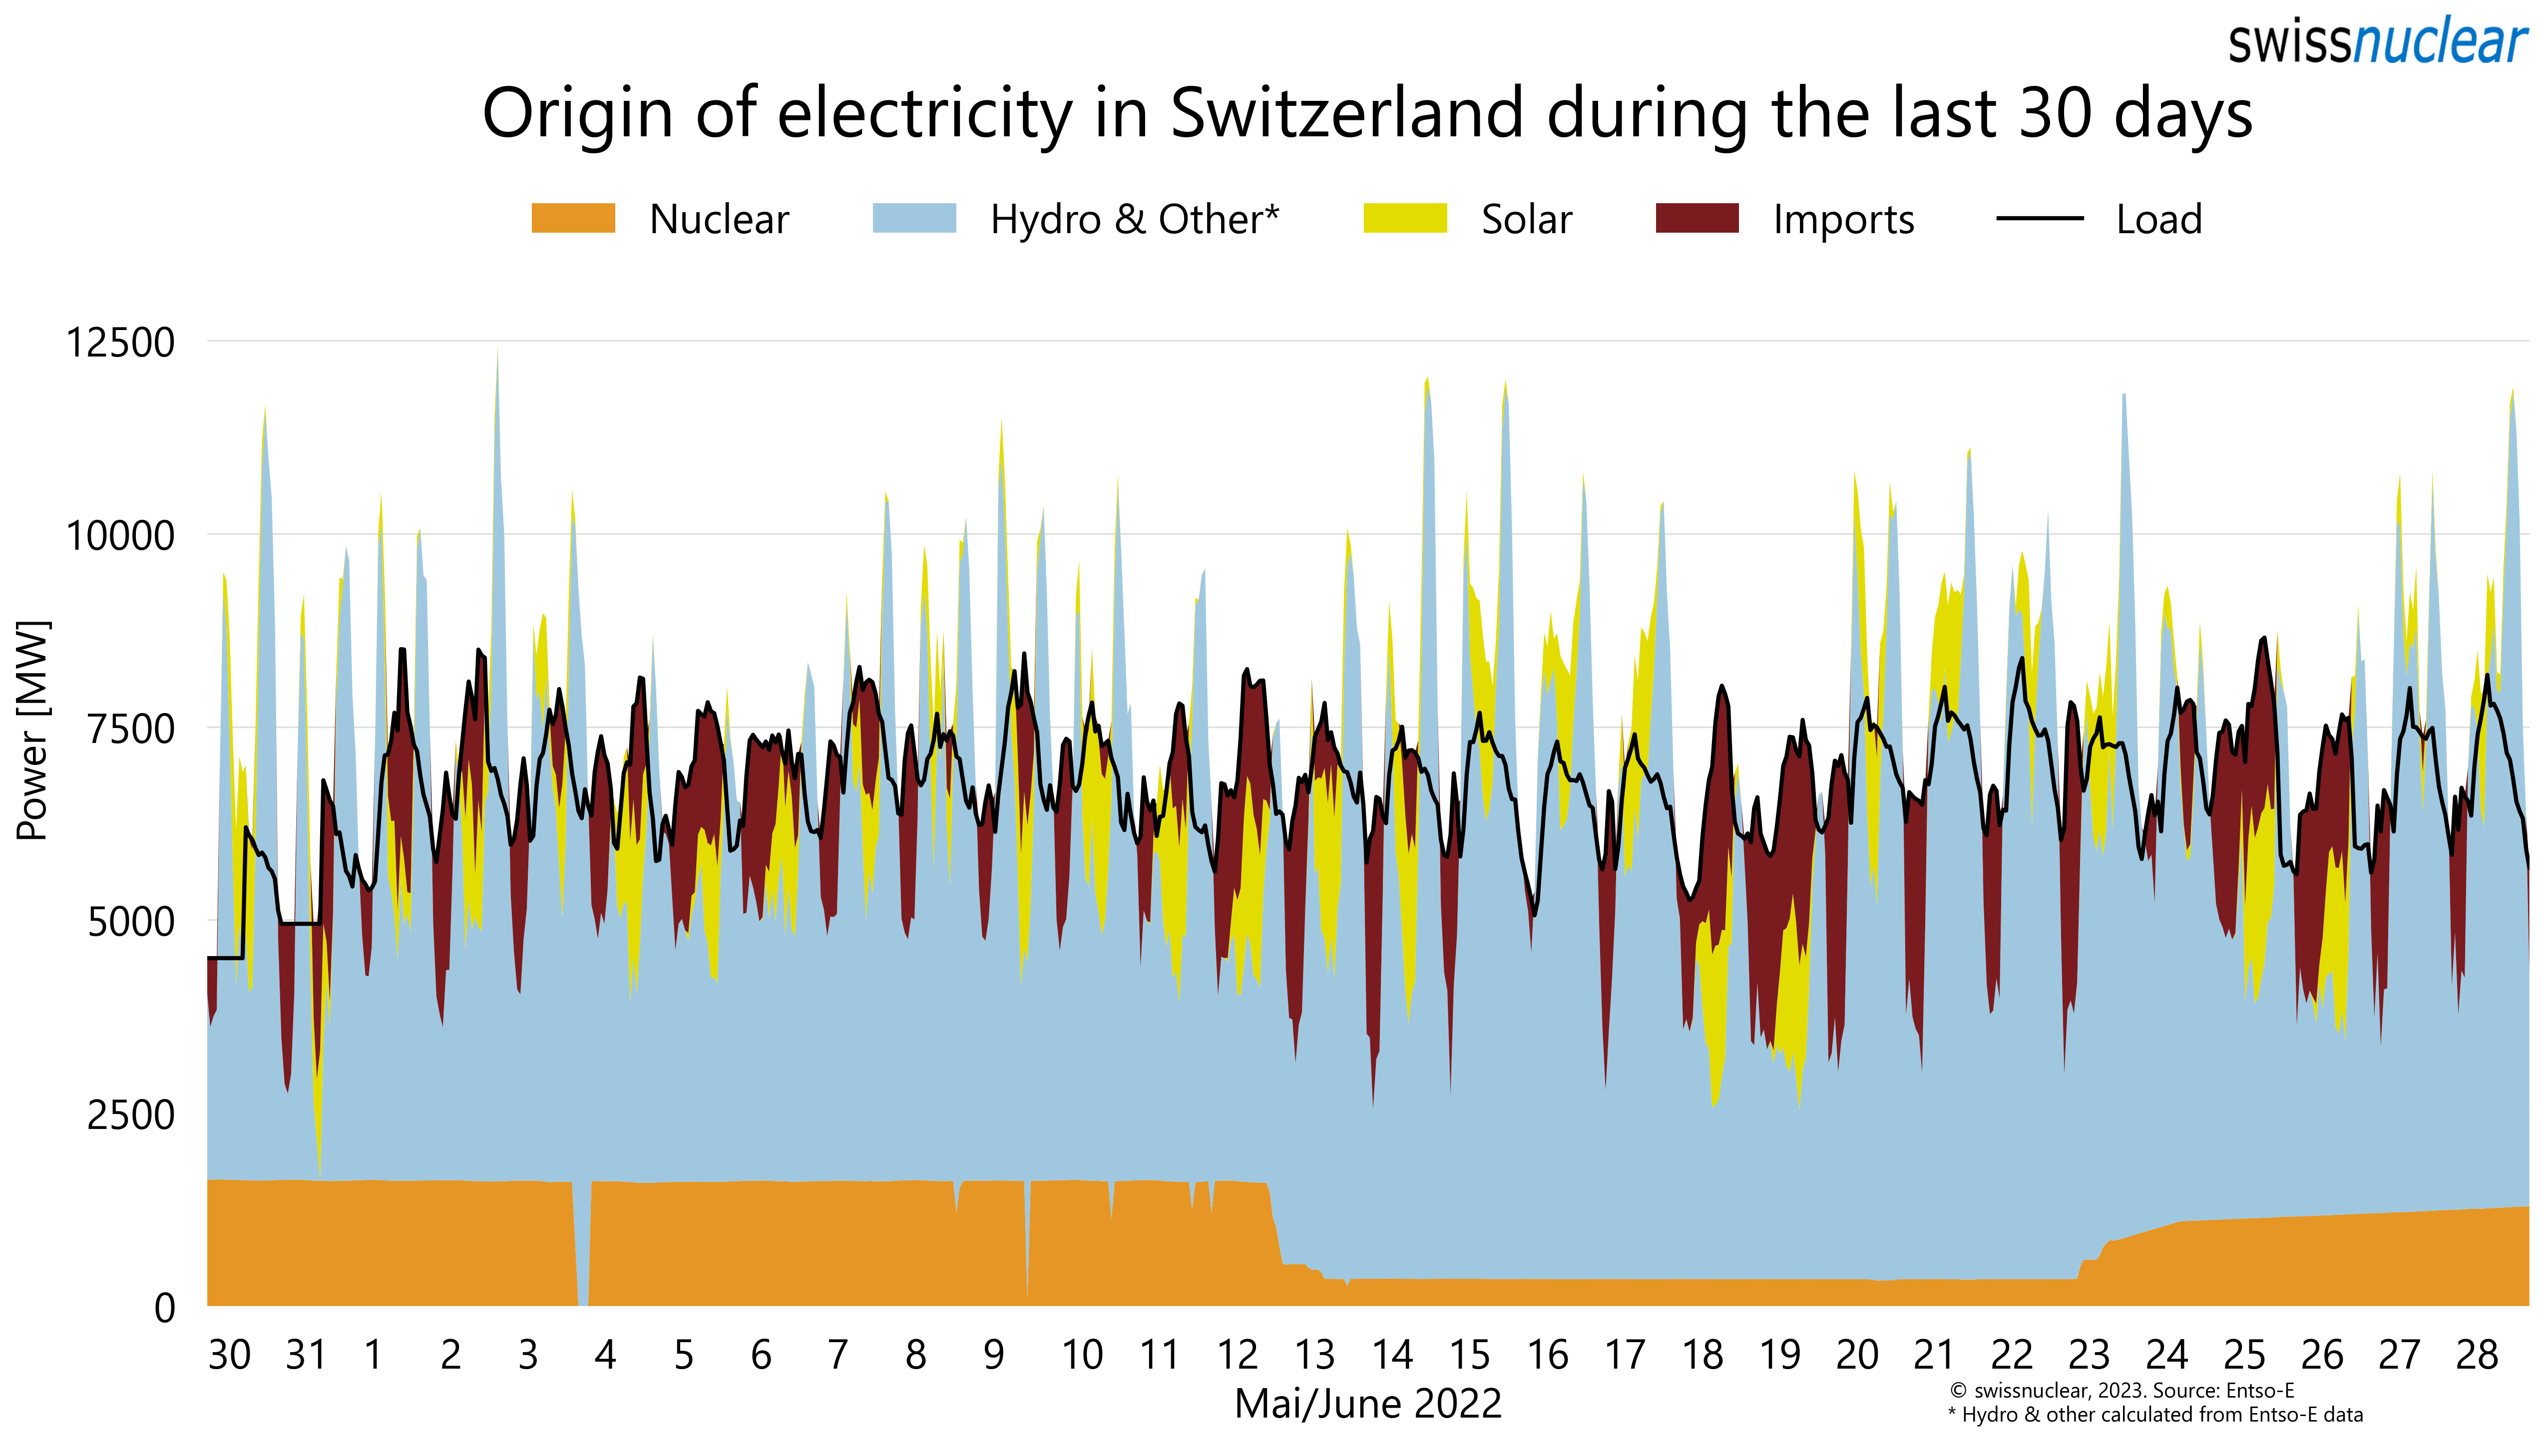 swissnuclear
Origin of electricity in Switzerland during the last 30 days
Nuclear Hydro & Other* Solar Imports Load
12500
10000
7500
5000
2500
0
Power [MW]
30 31 1 2 3 4 5 6 7 8 9 10 11 12 13 14 15 16 17 18 19 20 21 22 23 24 25 26 27 28
Mai/June 2022
© swissnuclear, 2023. Source: Entso-E
* Hydro & other calculated from Entso-E data